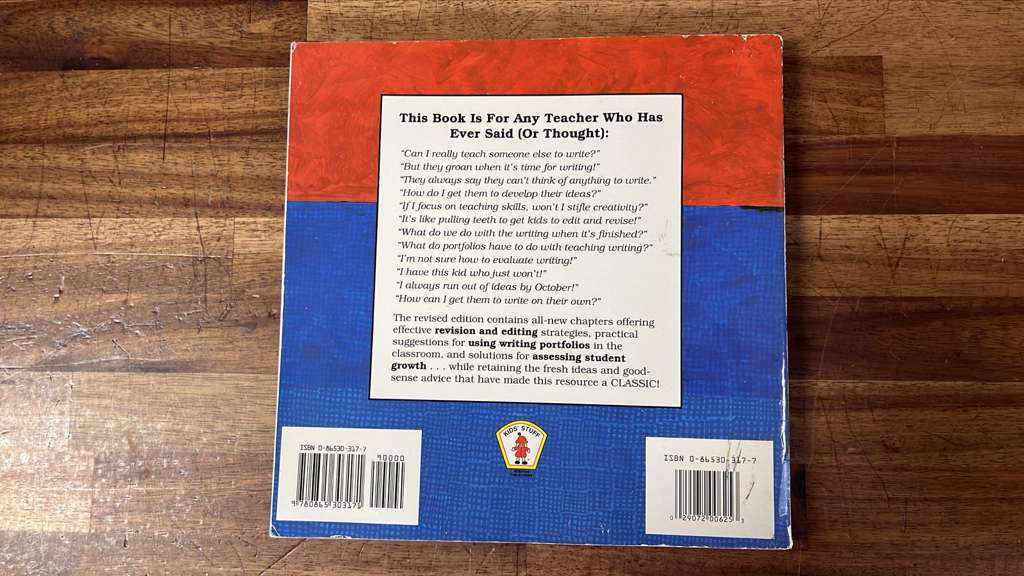 This Book Is For Any Teacher Who Has
Ever Said (Or Thought):
"Can I really teach someone else to write?"
"But they groan when it's time for writing!"
"They always say they can't think of anything to write."
"How do I get them to develop their ideas?"
"If I focus on teaching skills, won't I stifle creativity?"
"It's like pulling teeth to get kids to edit and revise!"
"What do we do with the writing when it's finished?"
"What do portfolios have to do with teaching writing?"
"I'm not sure how to evaluate writing!"
"I have this kid who just won't!"
"I always run out of ideas by October!"
"How can I get them to write on their own?"
The revised edition contains all-new chapters offering
effective revision and editing strategies, practical
suggestions for using writing portfolios in the
classroom, and solutions for assessing student
growth . . . while retaining the fresh ideas and good-
sense advice that have made this resource a CLASSIC!
KIDS' STUFF
ISBN 0-86530-317-7
90000
9 780865 303171
ISBN 0-86530-317-7
0 29072 00625 3